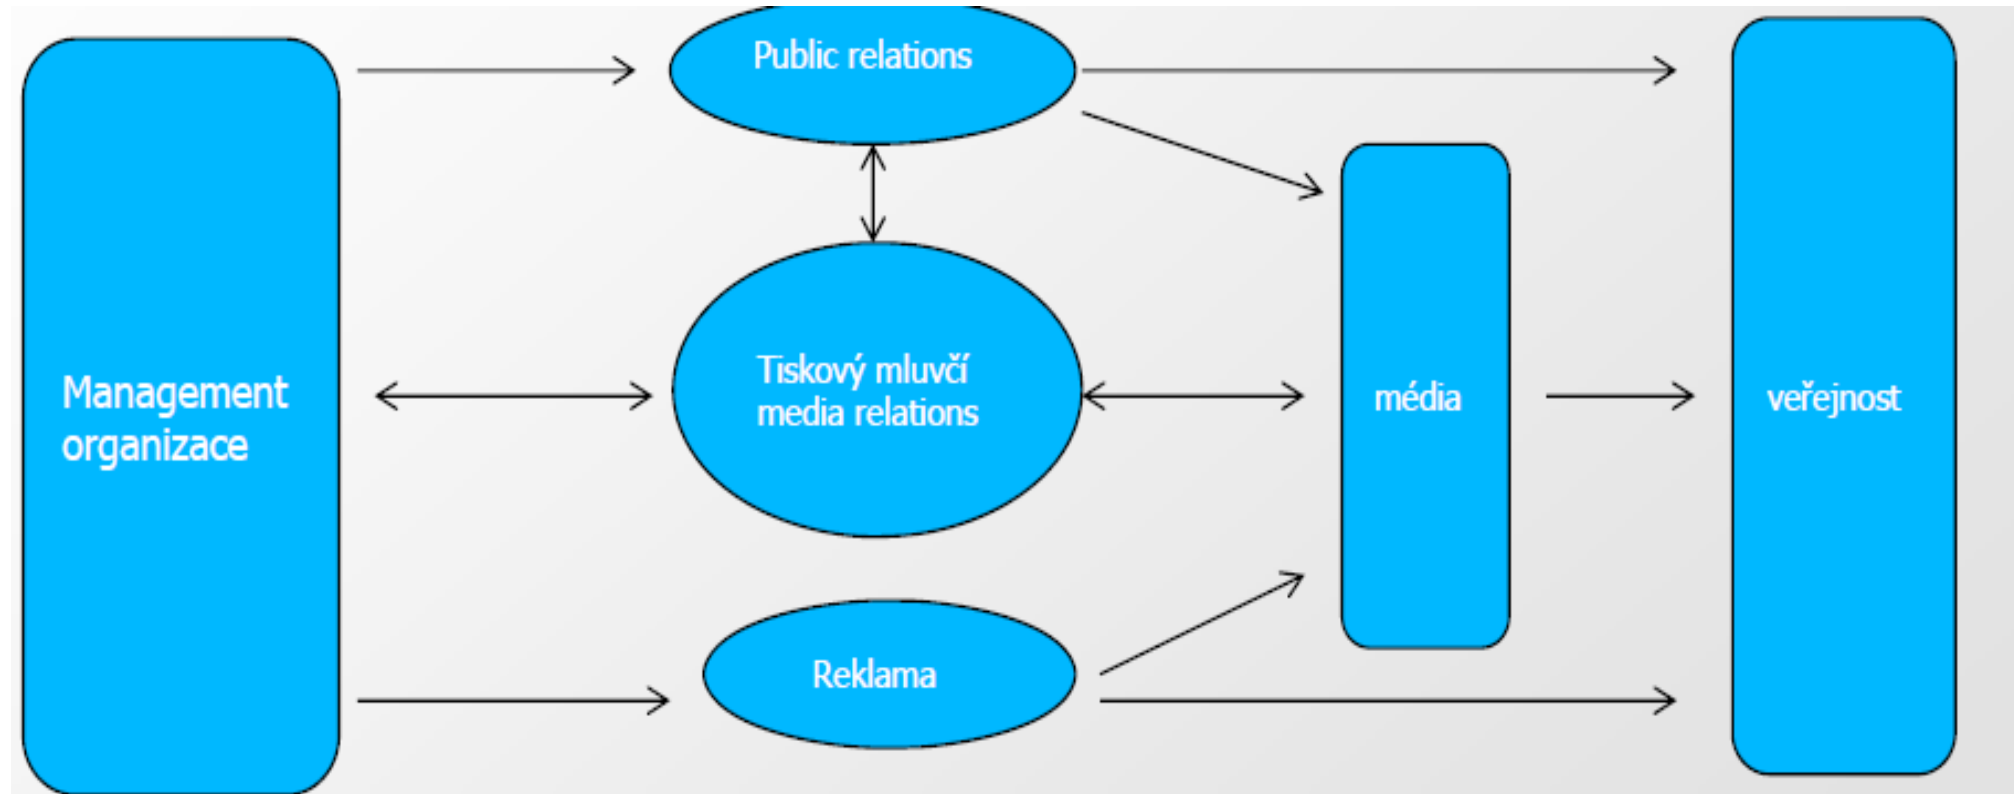 Public relations
Management
organizace
Tiskový mluvčí
media relations
média
veřejnost
Reklama